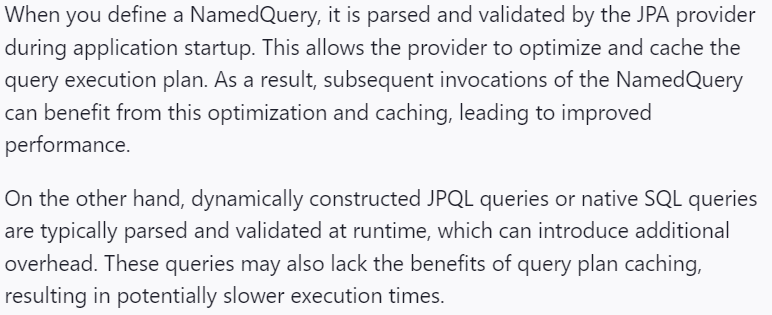 When you define a NamedQuery, it is parsed and validated by the JPA provider
during application startup. This allows the provider to optimize and cache the
query execution plan. As a result, subsequent invocations of the NamedQuery
can benefit from this optimization and caching, leading to improved
performance.
On the other hand, dynamically constructed JPQL queries or native SQL queries
are typically parsed and validated at runtime, which can introduce additional
overhead. These queries may also lack the benefits of query plan caching,
resulting in potentially slower execution times.